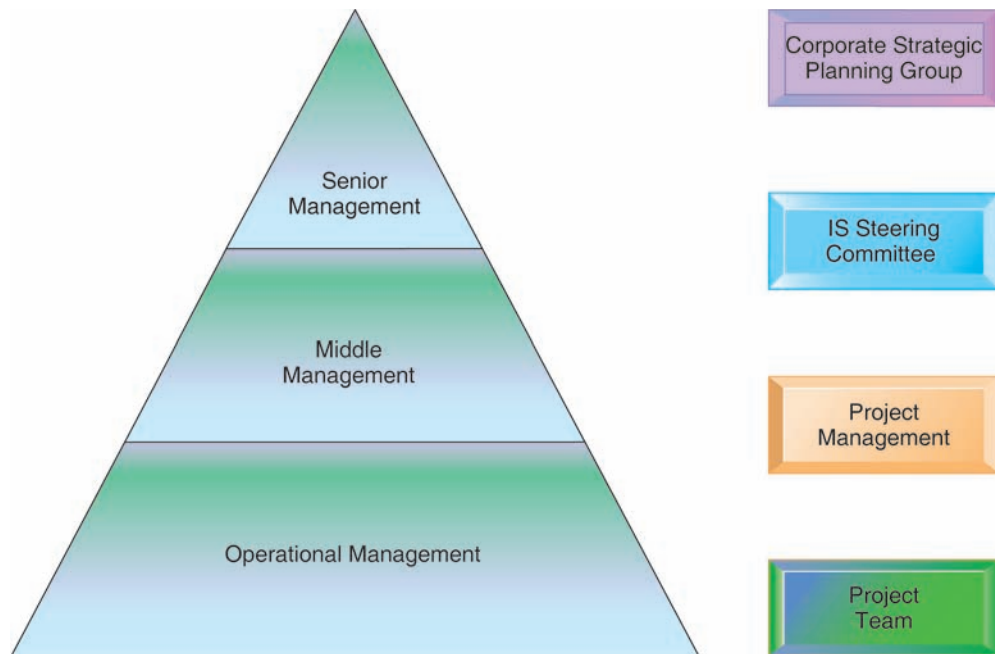 Senior
Management
Middle
Management
Operational Management
Corporate Strategic
Planning Group
IS Steering
Committee
Project
Management
Project
Team